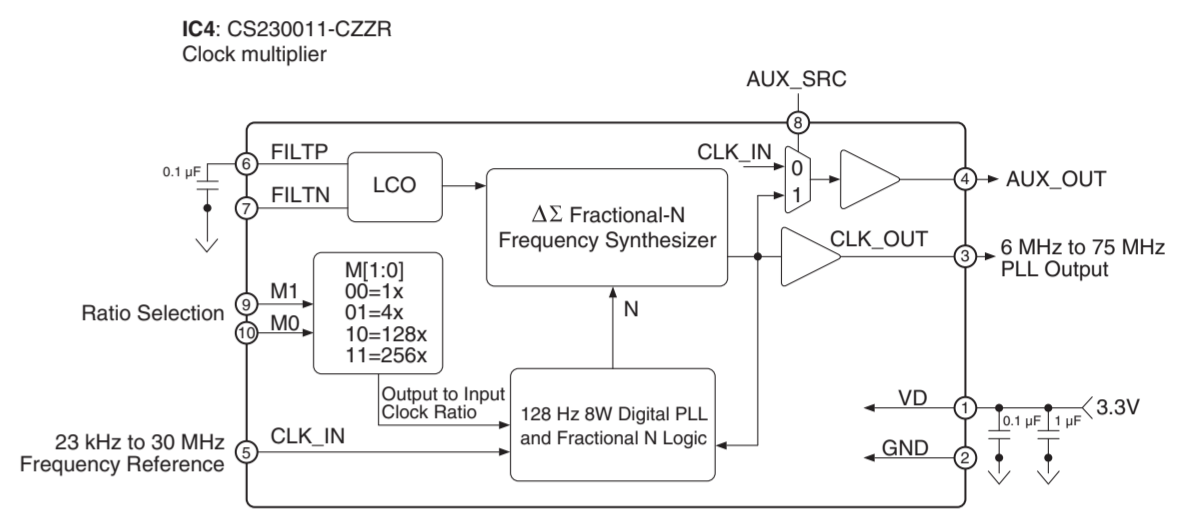 IC4: CS230011-CZZR
Clock multiplier
AUX_SRC
8
0.1 µF
6
FILTP
LCO
CLK_IN
0
1
7
FILTN
ΔΣ Fractional-N
Frequency Synthesizer
4
AUX_OUT
CLK_OUT
3
6 MHz to 75 MHz
PLL Output
Ratio Selection
9
M1
10
M0
M[1:0]
00=1x
01=4x
10=128x
11=256x
N
Output to Input
Clock Ratio
128 Hz 8W Digital PLL
and Fractional N Logic
VD
1
3.3V
0.1 µF
1 µF
23 kHz to 30 MHz
Frequency Reference
5
CLK_IN
GND
2